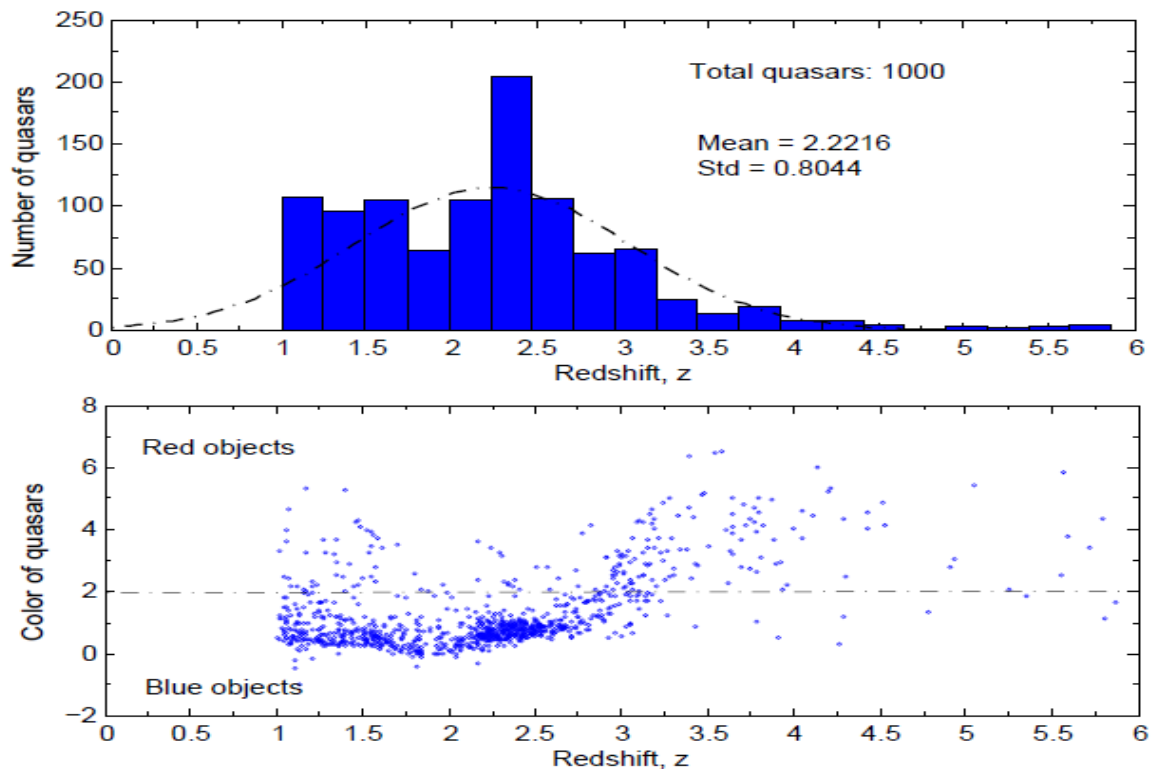 250
200
150
100
50
0
Number of quasars
Total quasars: 1000
Mean = 2.2216
Std = 0.8044
0 0.5 1 1.5 2 2.5 3 3.5 4 4.5 5 5.5 6
Redshift, z
8
6
4
2
0
−2
Color of quasars
Red objects
Blue objects
0 0.5 1 1.5 2 2.5 3 3.5 4 4.5 5 5.5 6
Redshift, z